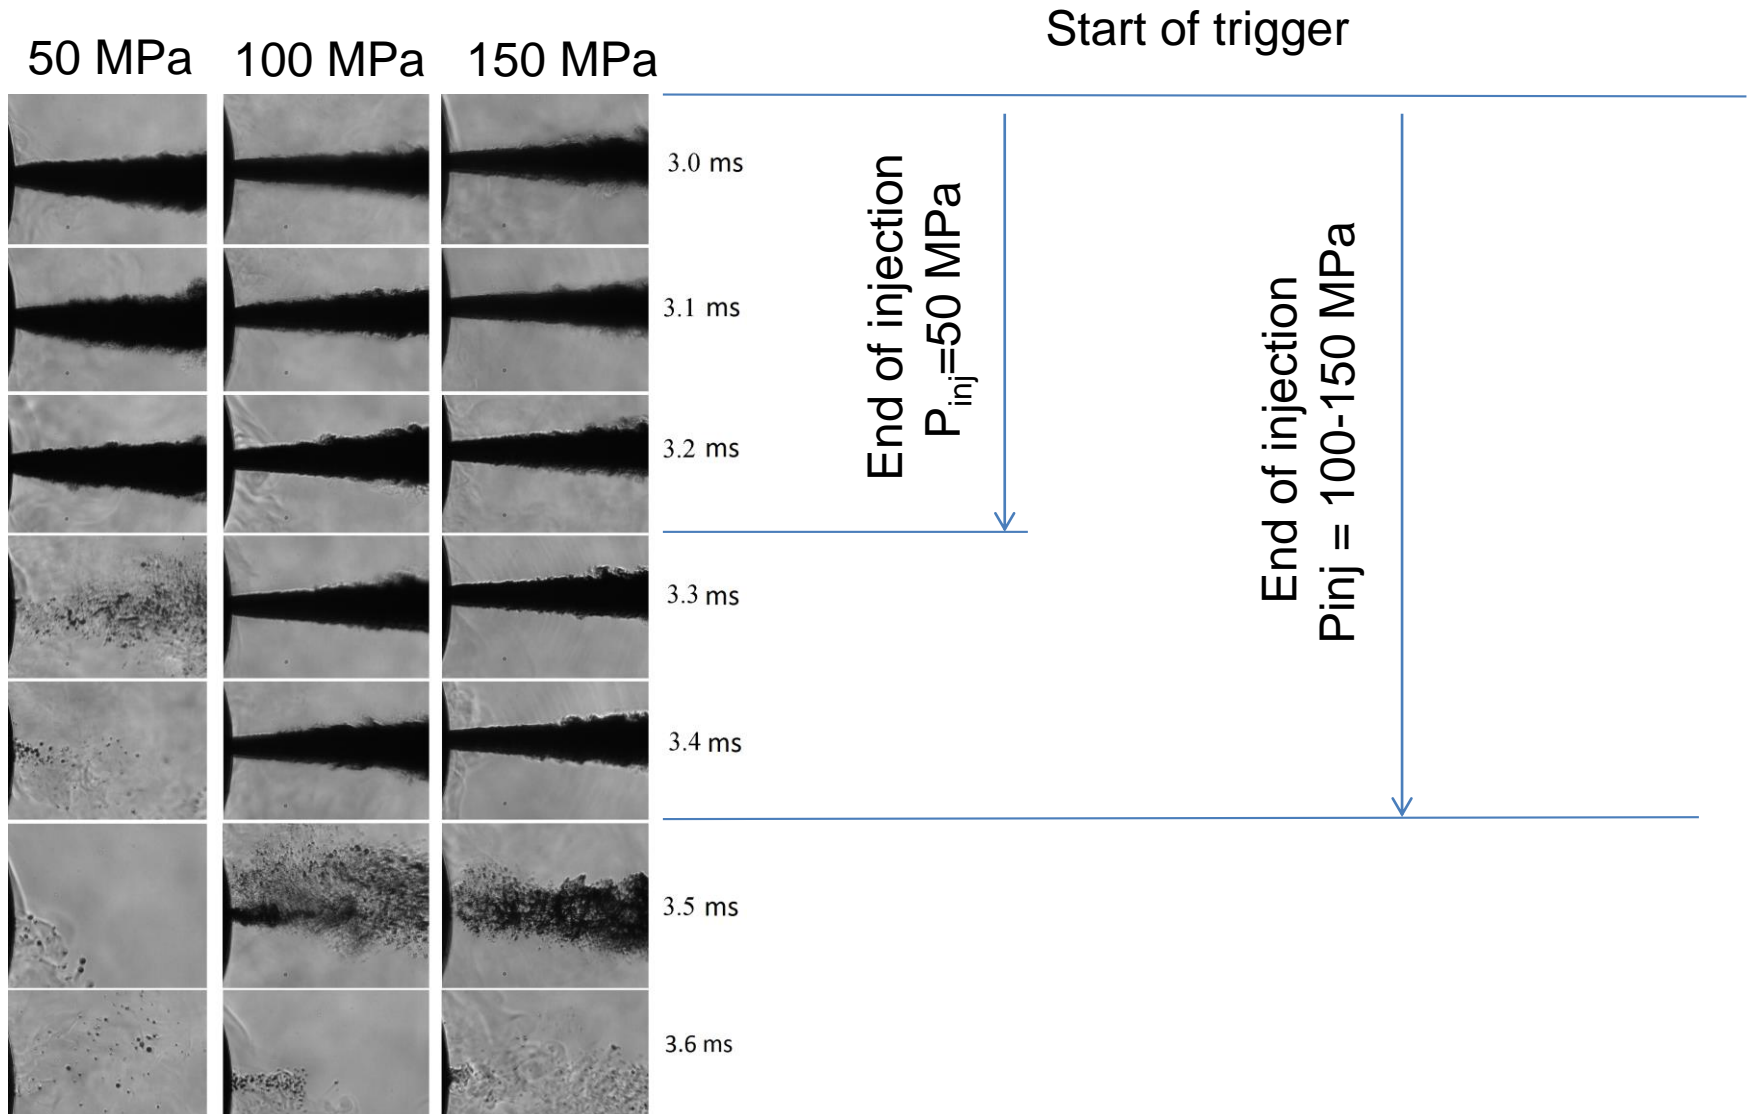 Start of trigger
50 MPa 100 MPa 150 MPa
3.0 ms
3.1 ms
3.2 ms
3.3 ms
3.4 ms
3.5 ms
3.6 ms
End of injection
Pinj=50 MPa
End of injection
Pinj = 100-150 MPa